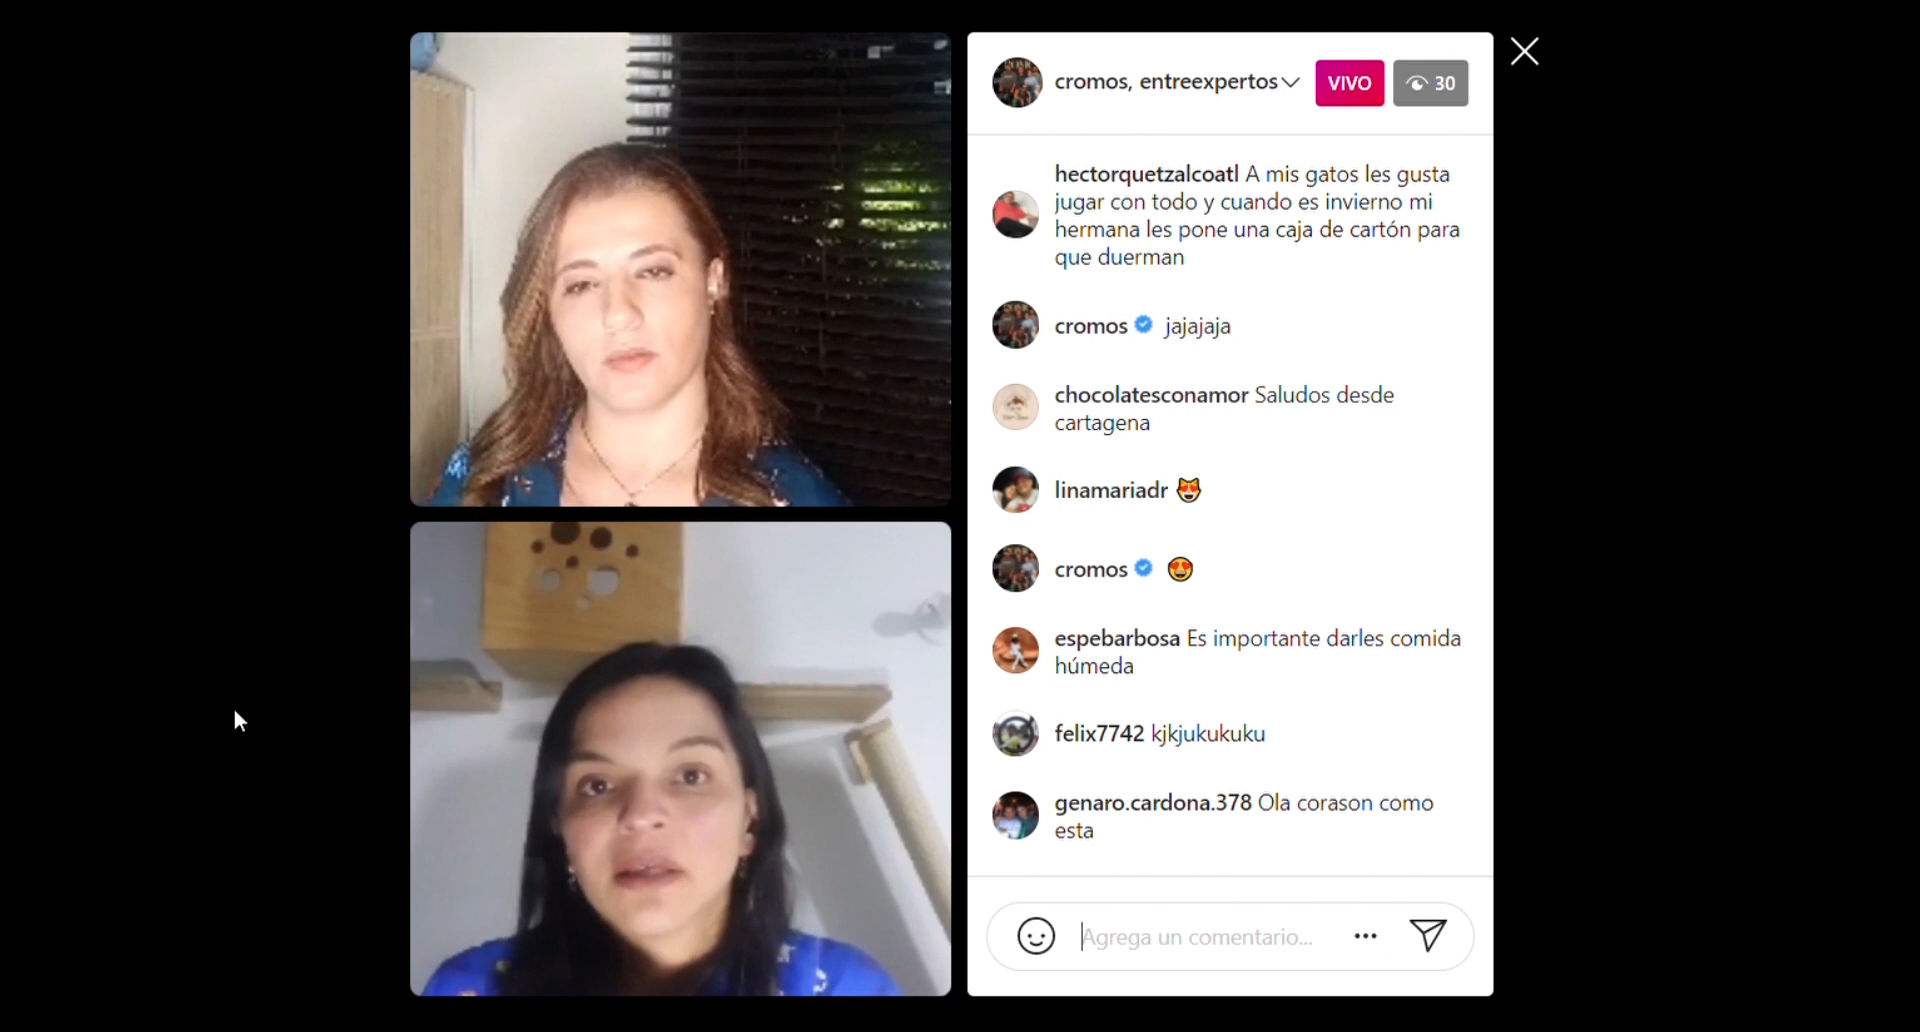 cromos, entreexpertos
VIVO
30
hectorquetzalcoatl A mis gatos les gusta
jugar con todo y cuando es invierno mi
hermana les pone una caja de cartón para
que duerman
cromos jajajaja
chocolatesconamor Saludos desde
cartagena
linamariadr 😻
cromos 😍
espebarbosa Es importante darles comida
húmeda
felix7742 kjkjukukuku
genaro.cardona.378 Ola corason como
esta
Agrega un comentario...